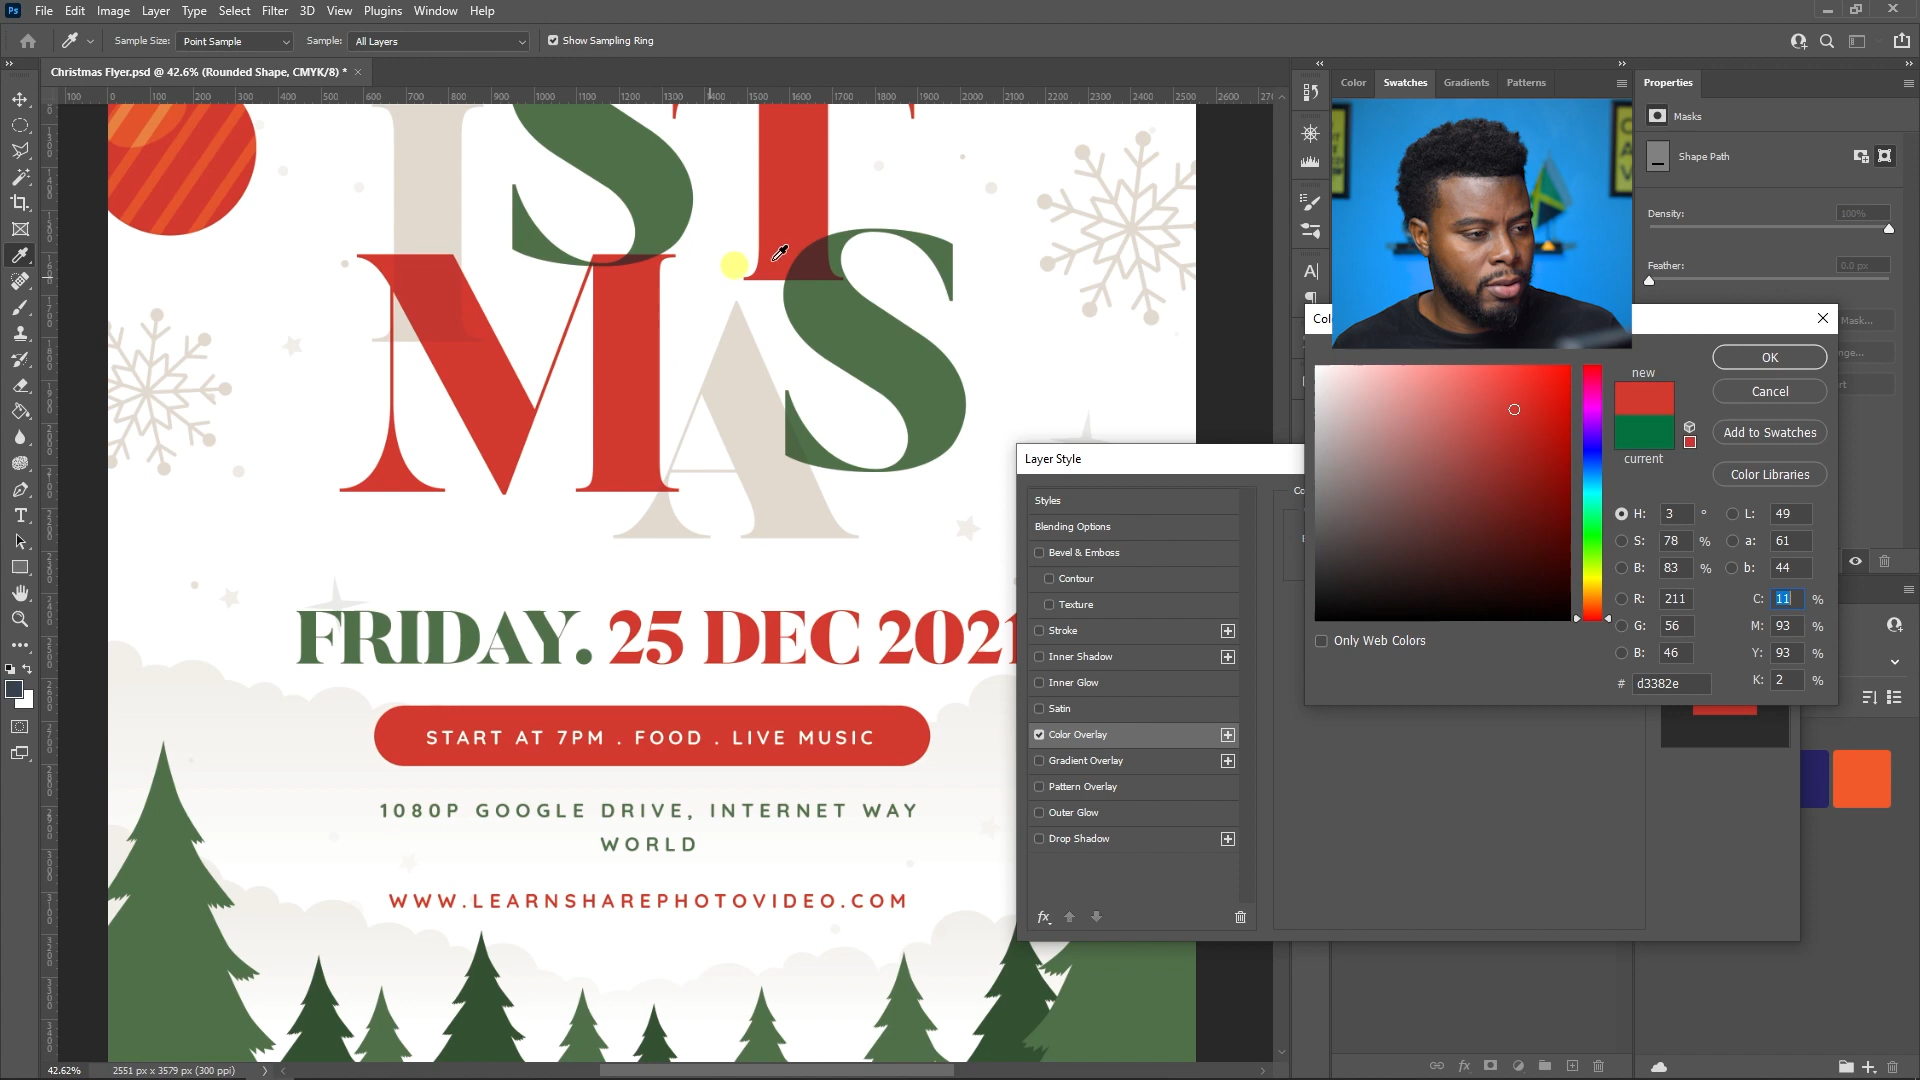 Ps File Edit Image Layer Type Select Filter 3D View Plugins Window Help
Sample Size: Point Sample Sample: All Layers Show Sampling Ring
Christmas Flyer.psd @ 42.6% (Rounded Shape, CMYK/8) * ×
Color Swatches Gradients Patterns
Properties
Masks
Shape Path
Density: 100%
Feather: 0.0 px
100 0 100 200 300 400 500 600 700 800 900 1000 1100 1200 1300 1400 1500 1600 1700 1800 1900 2000 2100 2200 2300 2400 2500 2600
I S T
M A S
FRIDAY. 25 DEC 2021
START AT 7PM . FOOD . LIVE MUSIC
1080P GOOGLE DRIVE, INTERNET WAY
WORLD
WWW.LEARNSHAREPHOTOVIDEO.COM
Layer Style
Styles
Blending Options
Bevel & Emboss
Contour
Texture
Stroke
Inner Shadow
Inner Glow
Satin
Color Overlay
Gradient Overlay
Pattern Overlay
Outer Glow
Drop Shadow
fx
new
current
OK
Cancel
Add to Swatches
Color Libraries
H: 3 ° L: 49
S: 78 % a: 61
B: 83 % b: 44
R: 211 C: 11 %
G: 56 M: 93 %
B: 46 Y: 93 %
# d3382e K: 2 %
Only Web Colors
Mask...
42.62% 2551 px x 3579 px (300 ppi)
fx